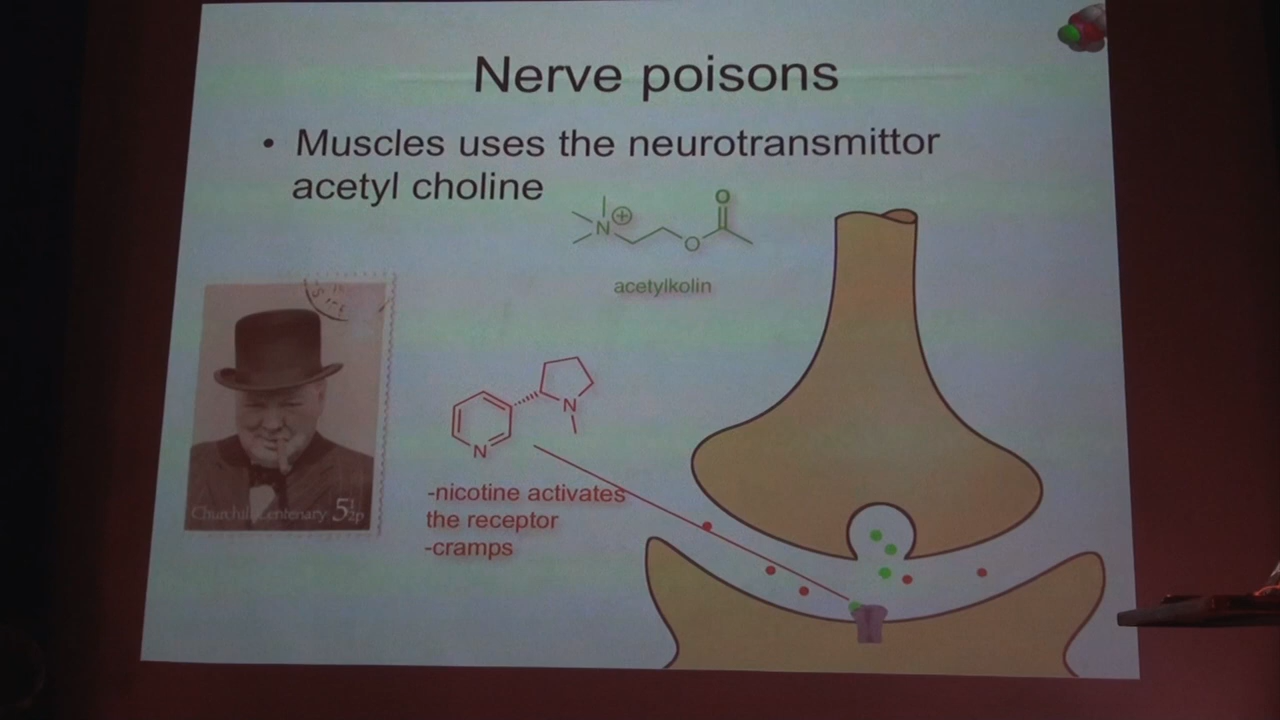 Nerve poisons
• Muscles uses the neurotransmittor
acetyl choline
N
O
O
acetylkolin
N
N
-nicotine activates
the receptor
-cramps
Churchill Centenary 5½p